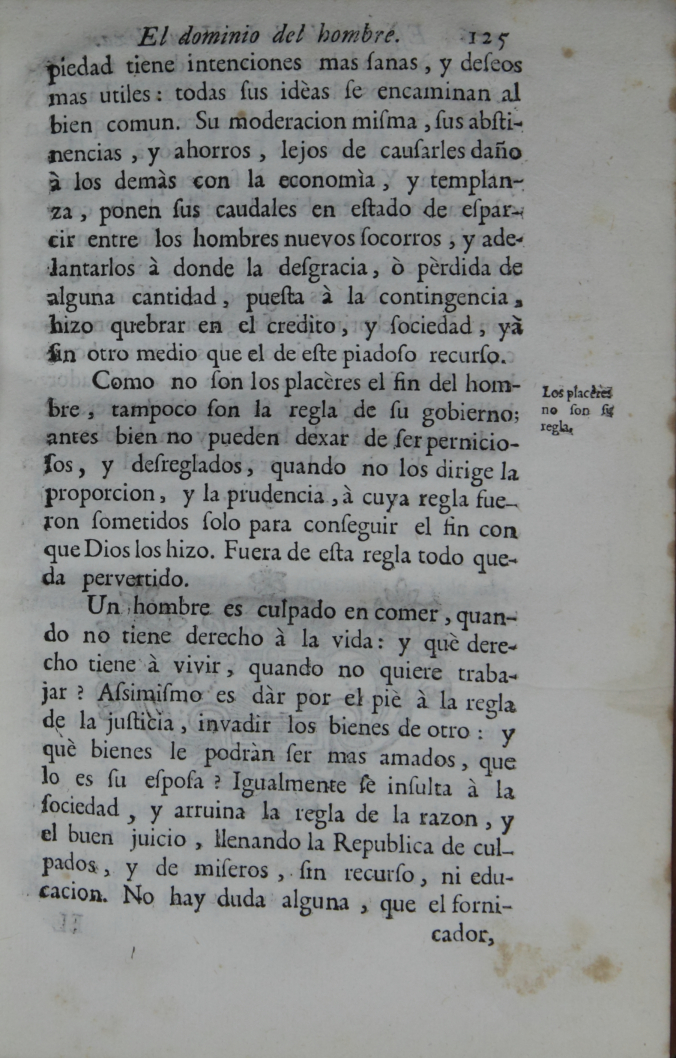 El dominio del hombre. 125
piedad tiene intenciones mas ſanas, y deſeos
mas utiles: todas ſus idèas ſe encaminan al
bien comun. Su moderacion miſma, ſus abſti-
nencias, y ahorros, lejos de cauſarles daño
à los demàs con la economìa, y templan-
za, ponen ſus caudales en eſtado de eſpar-
cir entre los hombres nuevos ſocorros, y ade-
lantarlos à donde la deſgracia, ò pèrdida de
alguna cantidad, pueſta à la contingencia,
hizo quebrar en el credito, y ſociedad, yà
ſin otro medio que el de eſte piadoſo recurſo.
Como no ſon los placères el fin del hom-
bre, tampoco ſon la regla de ſu gobierno;
antes bien no pueden dexar de ſer pernicio-
ſos, y deſreglados, quando no los dirige la
proporcion, y la prudencia, à cuya regla fue-
ron ſometidos ſolo para conſeguir el fin con
que Dios los hizo. Fuera de eſta regla todo que-
da pervertido.
Los placères
no ſon ſu
regla.
Un hombre es culpado en comer, quan-
do no tiene derecho à la vida: y què dere-
cho tiene à vivir, quando no quiere traba-
jar? Aſsimiſmo es dàr por el piè à la regla
de la juſticia, invadir los bienes de otro: y
què bienes le podràn ſer mas amados, que
lo es ſu eſpoſa? Igualmente ſe inſulta à la
ſociedad, y arruina la regla de la razon, y
el buen juicio, llenando la Republica de cul-
pados, y de miſeros, ſin recurſo, ni edu-
cacion. No hay duda alguna, que el forni-
cador,